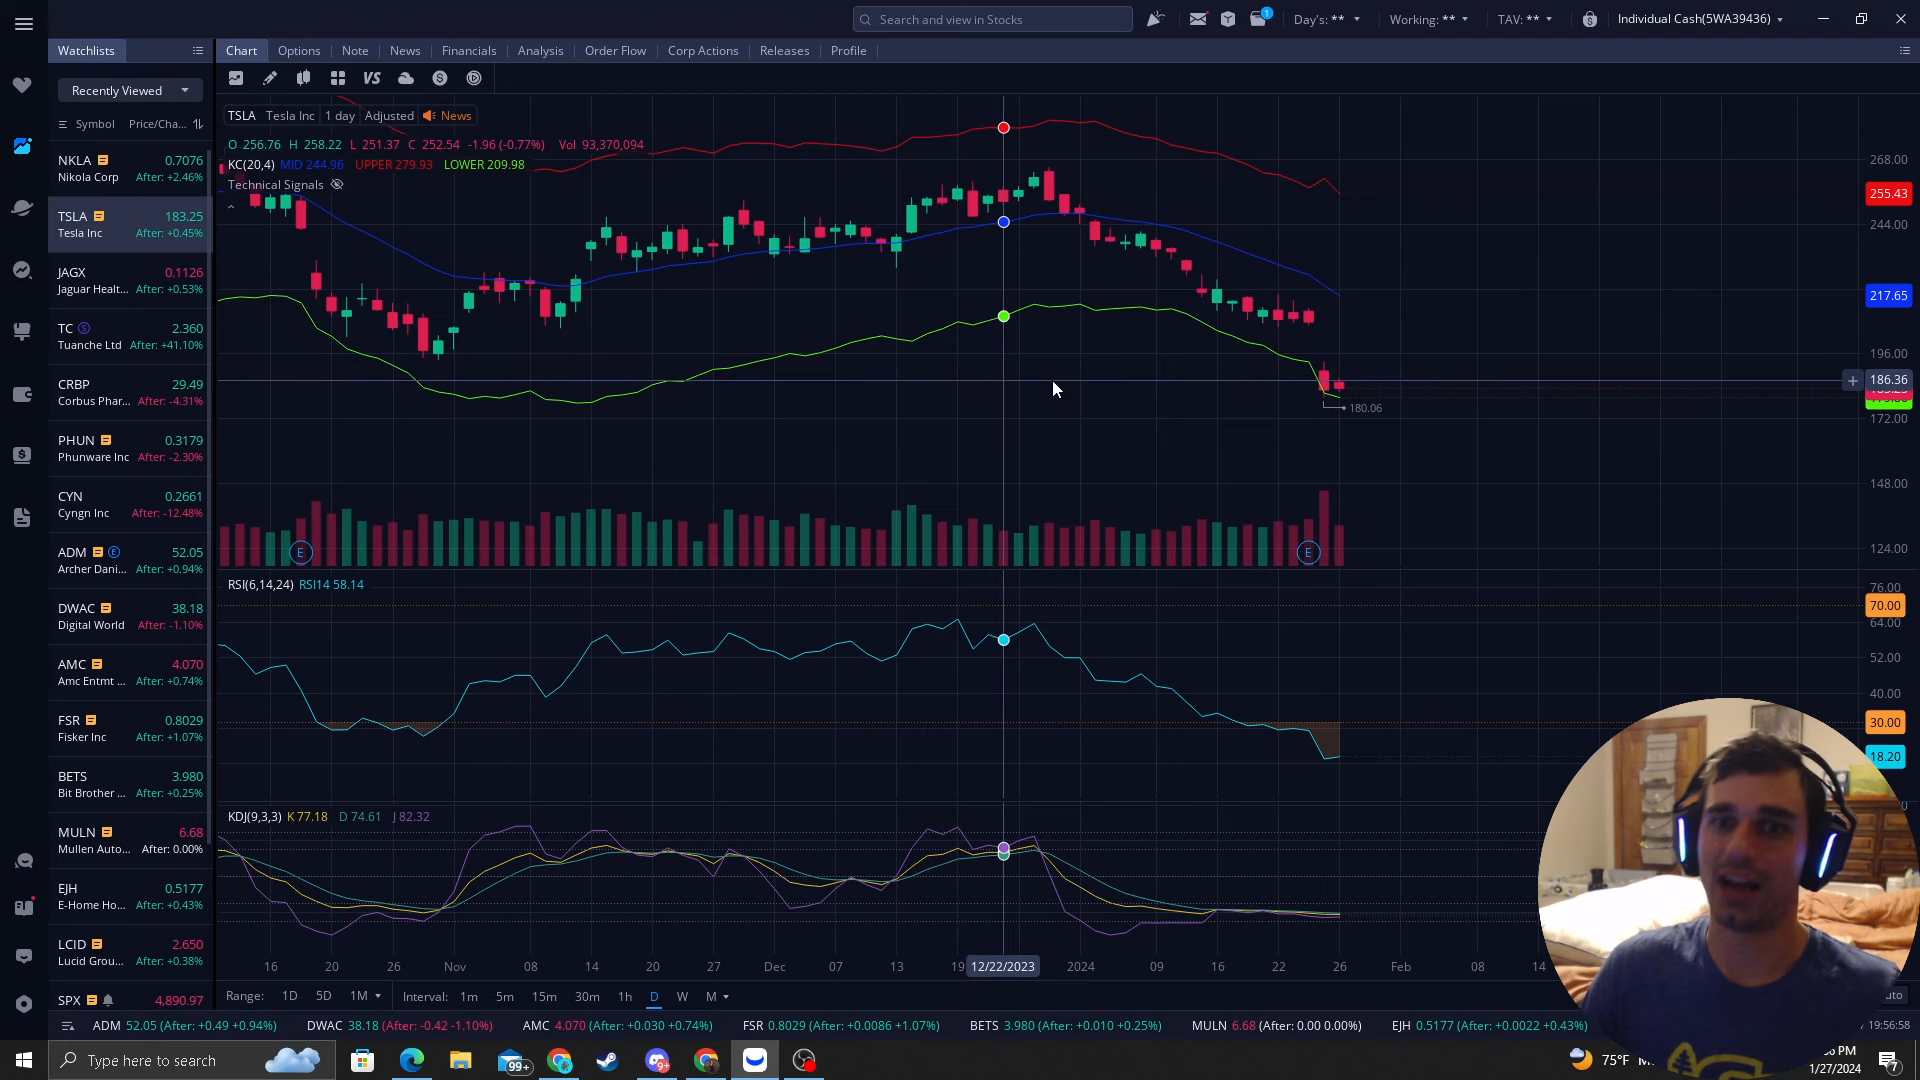 Search and view in Stocks
1
Day's: **
Working: **
TAV: **
Individual Cash(5WA39436)
Watchlists
Chart Options Note News Financials Analysis Order Flow Corp Actions Releases Profile
Recently Viewed
VS
Symbol Price/Cha...
NKLA 0.7076
Nikola Corp After: +2.46%
TSLA 183.25
Tesla Inc After: +0.45%
JAGX 0.1126
Jaguar Healt... After: +0.53%
TC 2.360
Tuanche Ltd After: +41.10%
CRBP 29.49
Corbus Phar... After: -4.31%
PHUN 0.3179
Phunware Inc After: -2.30%
CYN 0.2661
Cyngn Inc After: -12.48%
ADM E 52.05
Archer Dani... After: +0.94%
DWAC 38.18
Digital World After: -1.10%
AMC 4.070
Amc Entmt ... After: +0.74%
FSR 0.8029
Fisker Inc After: +1.07%
BETS 3.980
Bit Brother ... After: +0.25%
MULN 6.68
Mullen Auto... After: 0.00%
EJH 0.5177
E-Home Ho... After: +0.43%
LCID 2.650
Lucid Grou... After: +0.38%
SPX 4,890.97
TSLA Tesla Inc 1 day Adjusted News
O 256.76 H 258.22 L 251.37 C 252.54 -1.96 (-0.77%) Vol 93,370,094
KC(20,4) MID 244.96 UPPER 279.93 LOWER 209.98
Technical Signals
268.00
255.43
244.00
217.65
196.00
186.36
180.06
172.00
148.00
124.00
E E
RSI(6,14,24) RSI14 58.14
76.00
70.00
64.00
52.00
40.00
30.00
18.20
KDJ(9,3,3) K 77.18 D 74.61 J 82.32
16 20 26 Nov 08 14 20 27 Dec 07 13 19 12/22/2023 2024 09 16 22 26 Feb 08 14
Range: 1D 5D 1M Interval: 1m 5m 15m 30m 1h D W M
ADM 52.05 (After: +0.49 +0.94%) DWAC 38.18 (After: -0.42 -1.10%) AMC 4.070 (After: +0.030 +0.74%) FSR 0.8029 (After: +0.0086 +1.07%) BETS 3.980 (After: +0.010 +0.25%) MULN 6.68 (After: 0.00 0.00%) EJH 0.5177 (After: +0.0022 +0.43%)
19:56:58
Type here to search
99+
9+
75°F
PM
1/27/2024
7